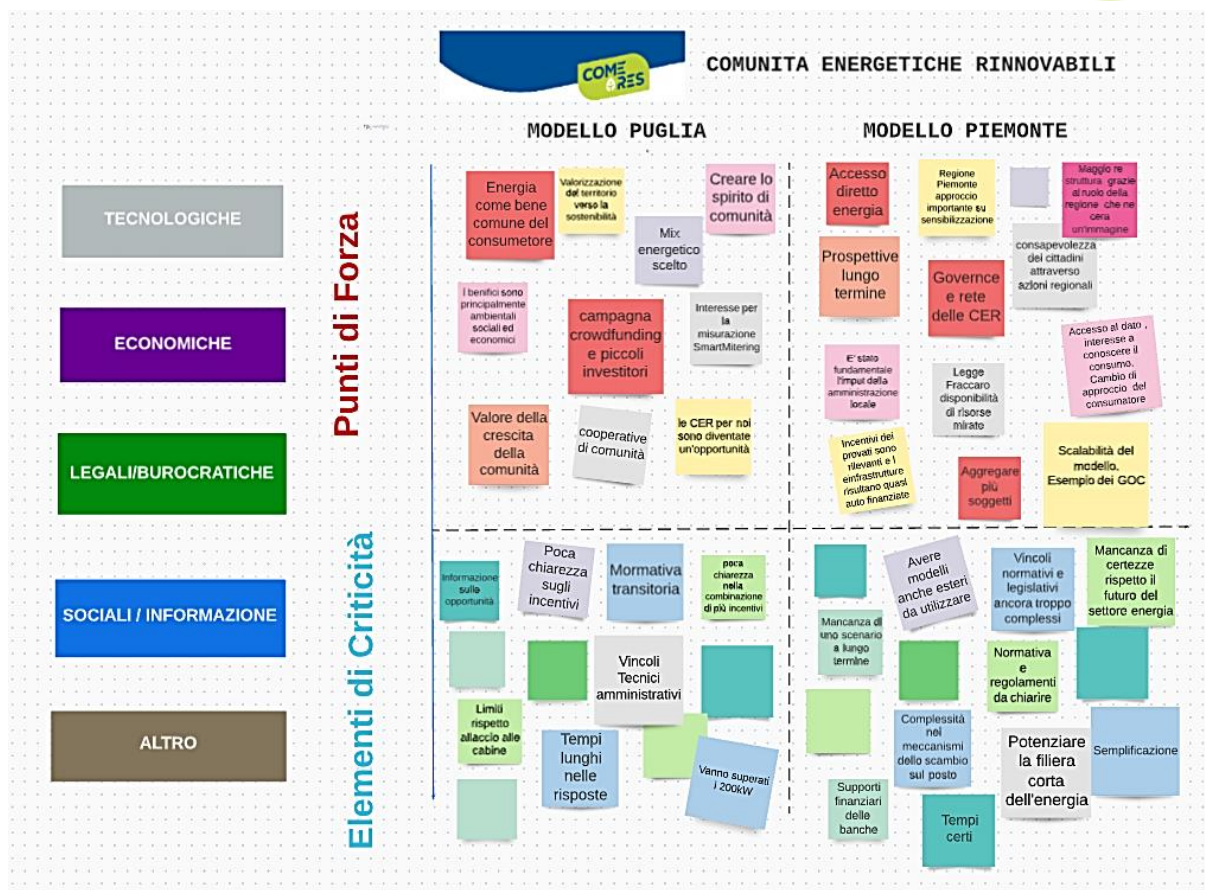 COME
RES
COMUNITA ENERGETICHE RINNOVABILI
MODELLO PUGLIA
MODELLO PIEMONTE
TECNOLOGICHE
ECONOMICHE
LEGALI/BUROCRATICHE
SOCIALI / INFORMAZIONE
ALTRO
Punti di Forza
Elementi di Criticità
Energia
come bene
comune del
consumetore
Valorizzazione
del territorio
verso la
sostenibilità
Mix
energetico
scelto
Creare lo
spirito di
comunità
I benifici sono
principalmente
ambientali
sociali ed
economici
campagna
crowdfunding
e piccoli
investitori
Interesse per
la
misurazione
SmartMitering
Valore della
crescita
della
comunità
cooperative
di comunità
le CER per noi
sono diventate
un'opportunità
Accesso
diretto
energia
Regione
Piemonte
approccio
importante su
sensibilizzazione
Maggio re
struttura grazie
al ruolo della
regione che ne
cera
un'immagine
Prospettive
lungo
termine
Governce
e rete
delle CER
consapevolezza
dei cittadini
attraverso
azioni regionali
E' stato
fondamentale
l'imput della
amministrazione
locale
Legge
Fraccaro
disponibilità
di risorse
mirate
Accesso al dato ,
interesse a
conoscere il
consumo.
Cambio di
approccio del
consumatore
Incentivi dei
provati sono
rilevanti e l
einfrastrutture
risultano quasi
auto finanziate
Aggregare
più
soggetti
Scalabilità del
modello.
Esempio dei GOC
Informazione
sulle
opportunità
Poca
chiarezza
sugli
incentivi
Mormativa
transitoria
poca
chiarezza
nella
combinazione
di più incentivi
Vincoli
Tecnici
amministrativi
Limiti
rispetto
allaccio alle
cabine
Tempi
lunghi
nelle
risposte
Vanno superati
i 200kW
Avere
modelli
anche esteri
da utilizzare
Vincoli
normativi e
legislativi
ancora troppo
complessi
Mancanza di
certezze
rispetto il
futuro del
settore energia
Mancanza di
uno scenario
a lungo
termine
Normativa
e
regolamenti
da chiarire
Complessità
nei
meccanismi
dello scambio
sul posto
Potenziare
la filiera
corta
dell'energia
Semplificazione
Supporti
finanziari
delle
banche
Tempi
certi